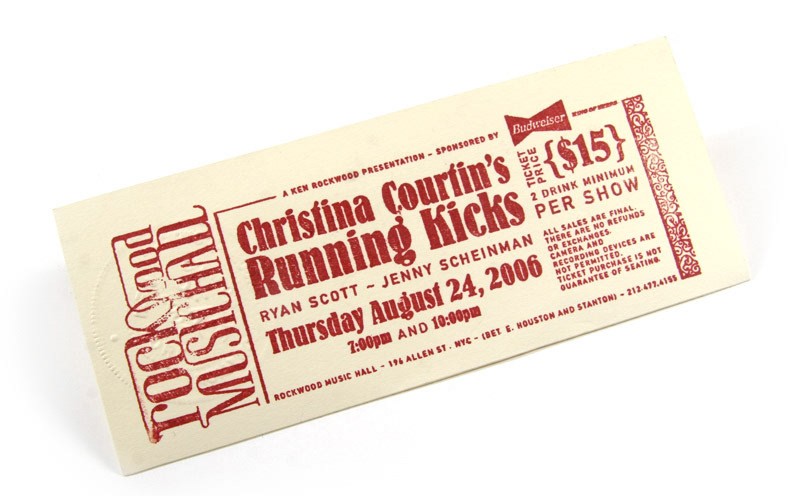 rockwood
MUSIC HALL
A KEN ROCKWOOD PRESENTATION ~ SPONSORED BY
Budweiser
KING OF BEERS
Christina Courtin's
Running Kicks
RYAN SCOTT ~ JENNY SCHEINMAN
Thursday August 24, 2006
7:00pm AND 10:00pm
TICKET
PRICE
{$15}
2 DRINK MINIMUM
PER SHOW
ALL SALES ARE FINAL.
THERE ARE NO REFUNDS
OR EXCHANGES.
CAMERA AND
RECORDING DEVICES ARE
NOT PERMITTED.
TICKET PURCHASE IS NOT
GUARANTEE OF SEATING.
ROCKWOOD MUSIC HALL ~ 196 ALLEN ST. NYC ~ (BET. E. HOUSTON AND STANTON) ~ 212.477.4155